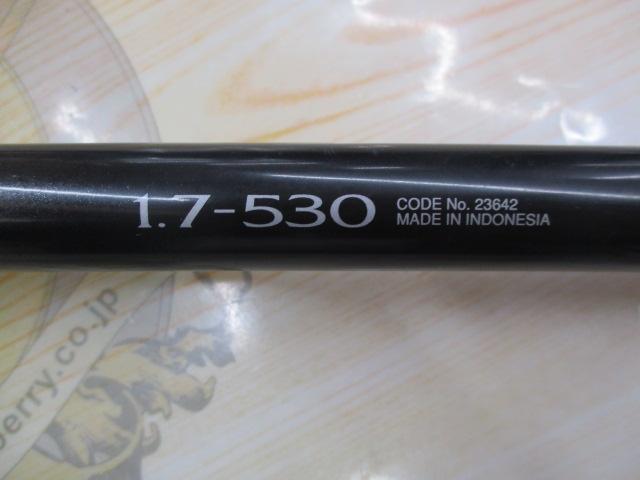 1.7-530
CODE No. 23642
MADE IN INDONESIA
berry.co.jp